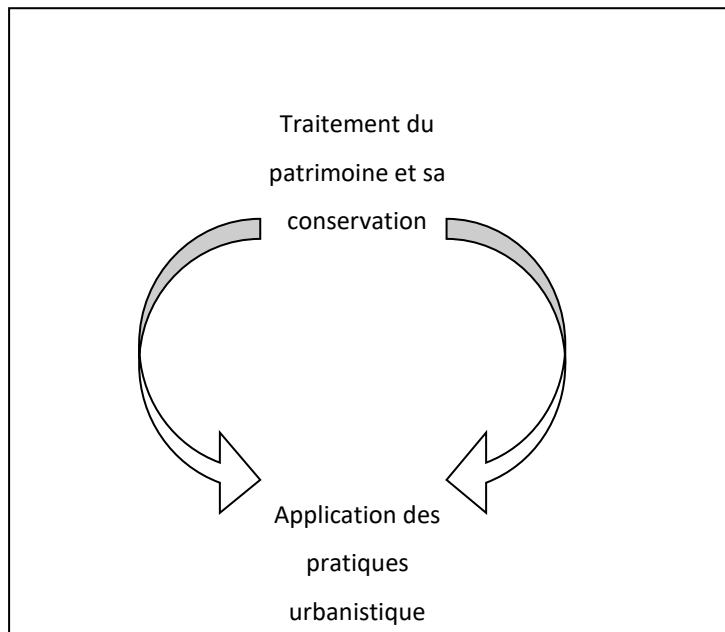 Traitement du
patrimoine et sa
conservation
Application des
pratiques
urbanistique